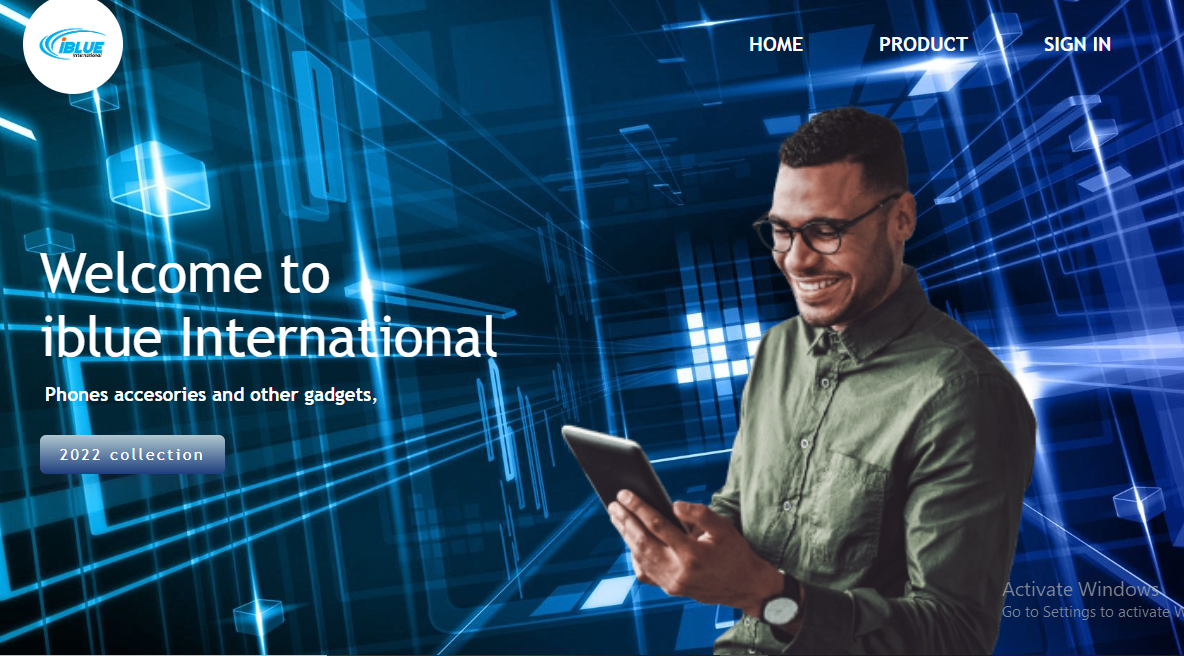 iBLUE
International
HOME PRODUCT SIGN IN
Welcome to
iblue International
Phones accesories and other gadgets,
2022 collection
Activate Windows
Go to Settings to activate W